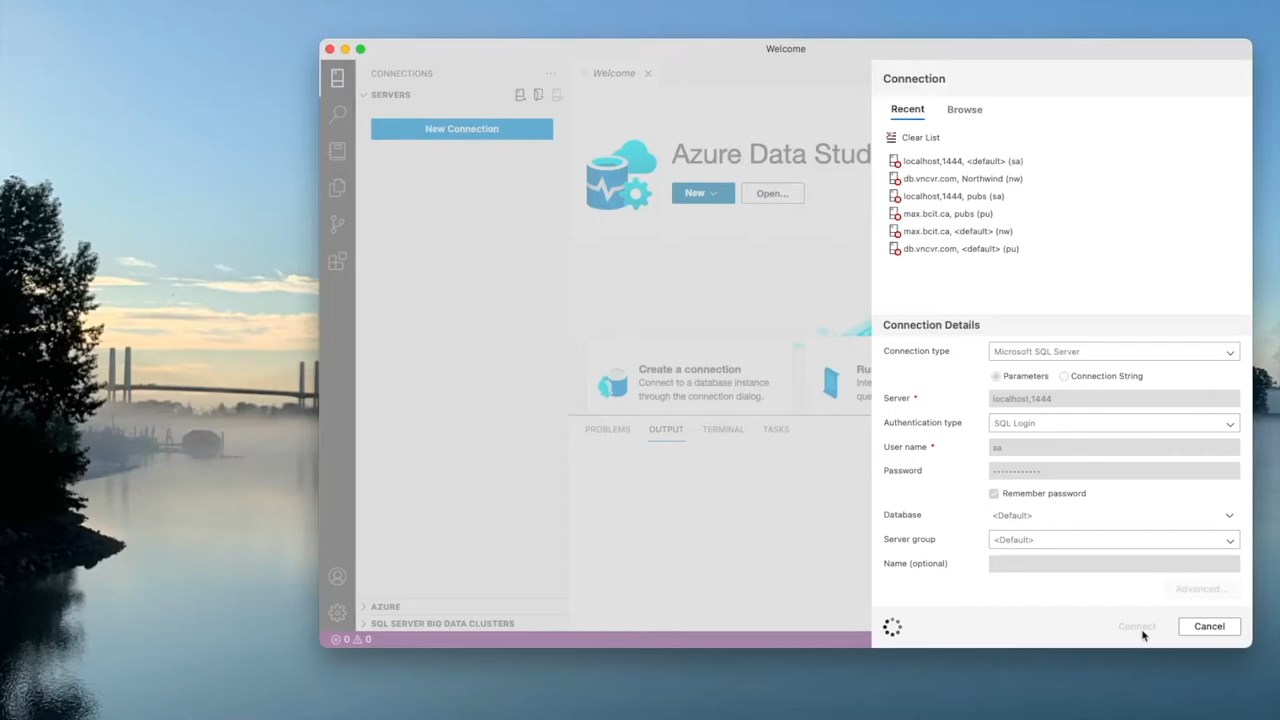 Welcome
CONNECTIONS
SERVERS
New Connection
AZURE
SQL SERVER BIG DATA CLUSTERS
0 0
Welcome
Azure Data Stud
New
Open...
Create a connection
Connect to a database instance
through the connection dialog.
Ru
Inte
que
PROBLEMS OUTPUT TERMINAL TASKS
Connection
Recent Browse
Clear List
localhost,1444, <default> (sa)
db.vncvr.com, Northwind (nw)
localhost,1444, pubs (sa)
max.bcit.ca, pubs (pu)
max.bcit.ca, <default> (nw)
db.vncvr.com, <default> (pu)
Connection Details
Connection type Microsoft SQL Server
Parameters Connection String
Server * localhost,1444
Authentication type SQL Login
User name * sa
Password ············
Remember password
Database <Default>
Server group <Default>
Name (optional)
Advanced...
Connect Cancel